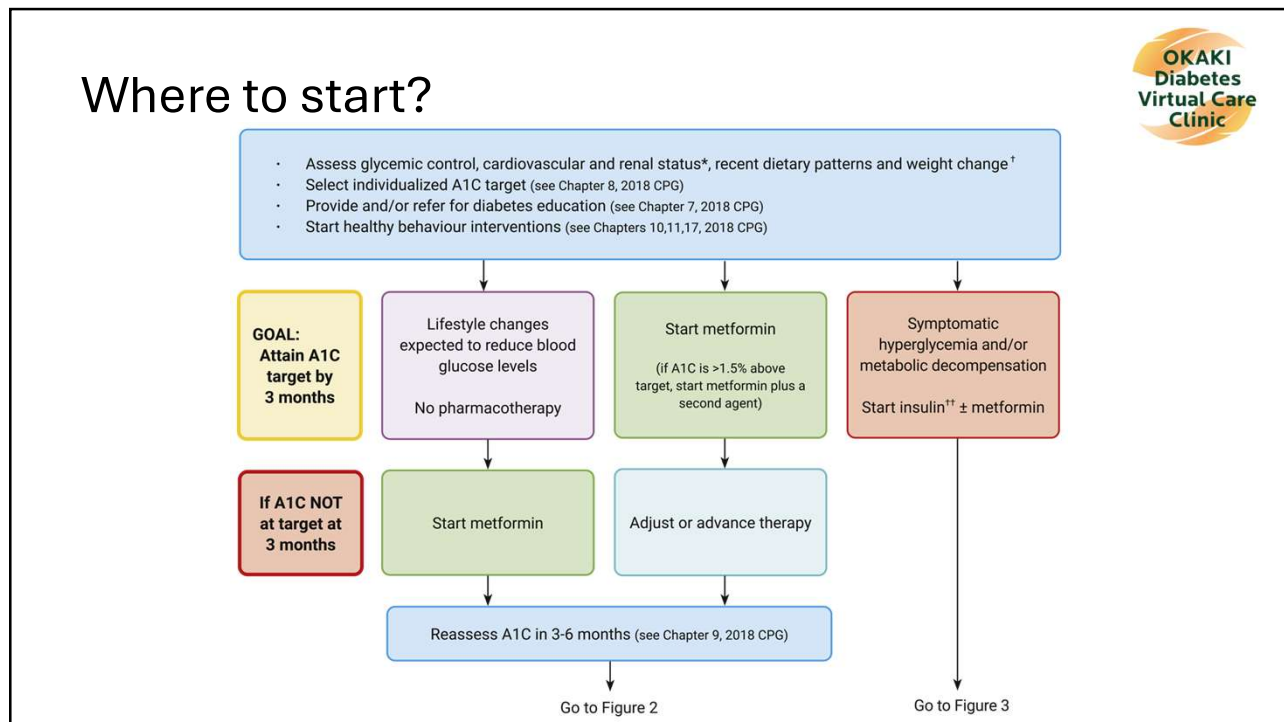 Where to start?
OKAKI
Diabetes
Virtual Care
Clinic
· Assess glycemic control, cardiovascular and renal status*, recent dietary patterns and weight change†
· Select individualized A1C target (see Chapter 8, 2018 CPG)
· Provide and/or refer for diabetes education (see Chapter 7, 2018 CPG)
· Start healthy behaviour interventions (see Chapters 10,11,17, 2018 CPG)
GOAL:
Attain A1C
target by
3 months
Lifestyle changes
expected to reduce blood
glucose levels
No pharmacotherapy
Start metformin
(if A1C is >1.5% above
target, start metformin plus a
second agent)
Symptomatic
hyperglycemia and/or
metabolic decompensation
Start insulin†† ± metformin
If A1C NOT
at target at
3 months
Start metformin
Adjust or advance therapy
Reassess A1C in 3-6 months (see Chapter 9, 2018 CPG)
Go to Figure 2
Go to Figure 3